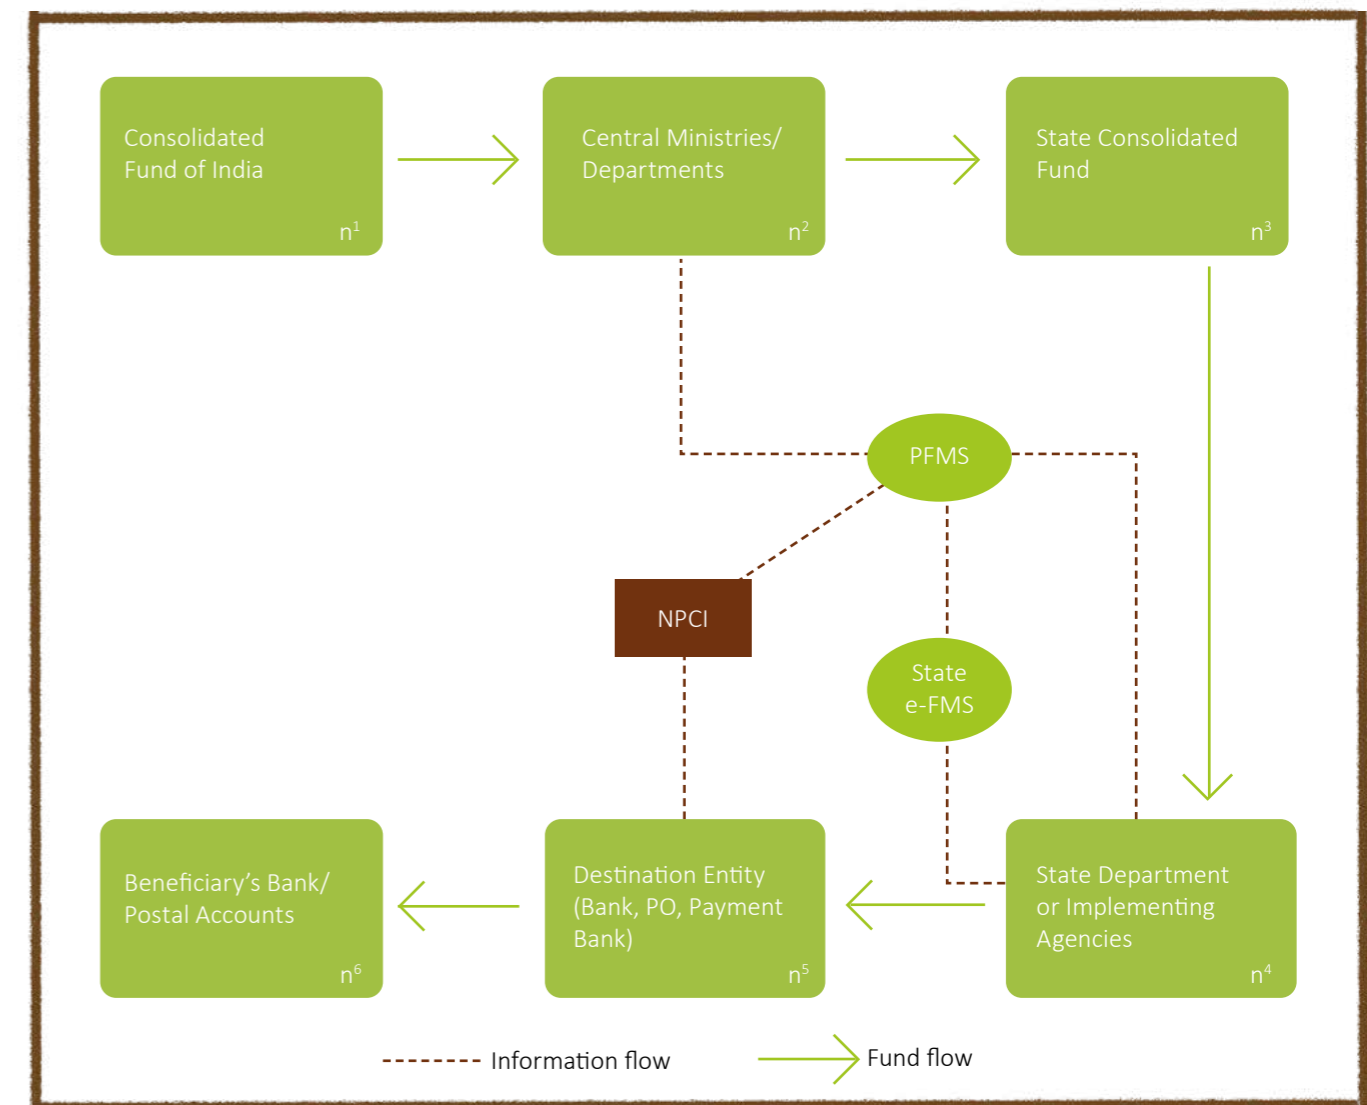 Consolidated
Fund of India
n¹
Central Ministries/
Departments
n²
State Consolidated
Fund
n³
PFMS
NPCI
State
e-FMS
Beneficiary’s Bank/
Postal Accounts
n⁶
Destination Entity
(Bank, PO, Payment
Bank)
n⁵
State Department
or Implementing
Agencies
n⁴
Information flow
Fund flow